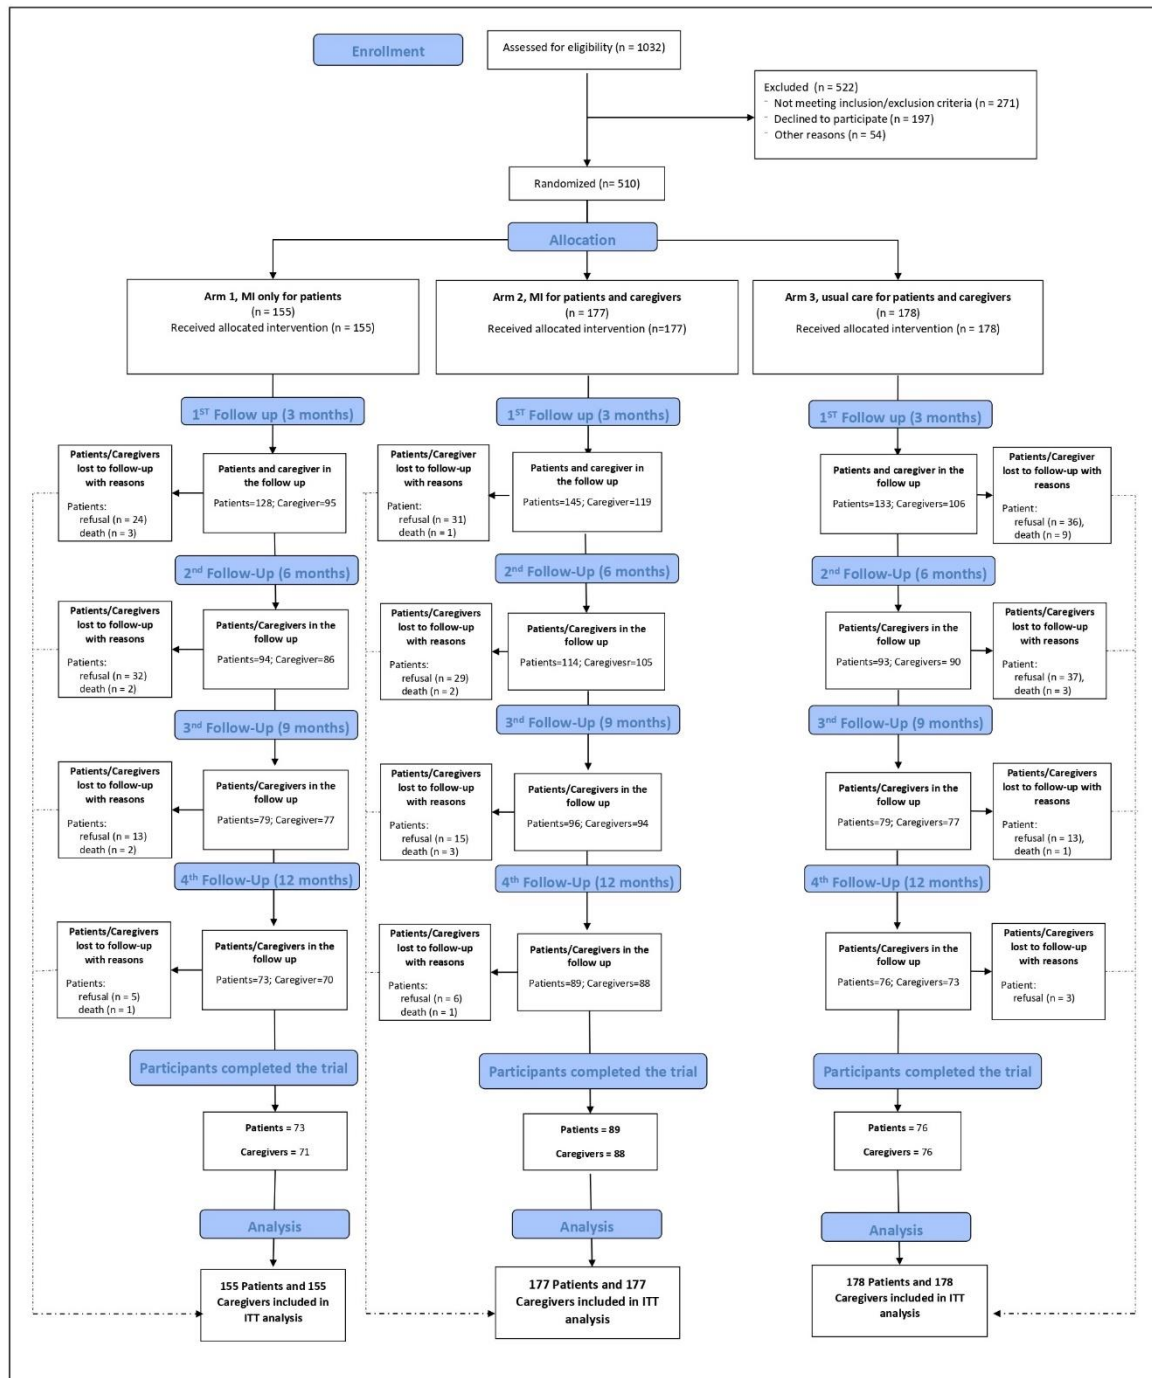 Enrollment
Assessed for eligibility (n = 1032)
Excluded (n = 522)
- Not meeting inclusion/exclusion criteria (n = 271)
- Declined to participate (n = 197)
- Other reasons (n = 54)
Randomized (n= 510)
Allocation
Arm 1, MI only for patients
(n = 155)
Received allocated intervention (n = 155)
Arm 2, MI for patients and caregivers
(n = 177)
Received allocated intervention (n=177)
Arm 3, usual care for patients and caregivers
(n = 178)
Received allocated intervention (n = 178)
1ST Follow up (3 months)
1ST Follow up (3 months)
1ST Follow up (3 months)
Patients/Caregivers
lost to follow-up
with reasons
Patients:
refusal (n = 24)
death (n = 3)
Patients and caregiver in
the follow up
Patients=128; Caregiver=95
Patients/Caregiver
lost to follow-up
with reasons
Patients:
refusal (n = 31)
death (n = 1)
Patients and caregiver in
the follow up
Patients=145; Caregiver=119
Patients and caregiver in the
follow up
Patients=133; Caregivers=106
Patients/Caregiver
lost to follow-up with
reasons
Patient:
refusal (n = 36),
death (n = 9)
2nd Follow-Up (6 months)
2nd Follow-Up (6 months)
2nd Follow-Up (6 months)
Patients/Caregivers
lost to follow-up
with reasons
Patients:
refusal (n = 32)
death (n = 2)
Patients/Caregivers in the
follow up
Patients=94; Caregiver=86
Patients/Caregivers
lost to follow-up
with reasons
Patients:
refusal (n = 29)
death (n = 2)
Patients/Caregivers in the
follow up
Patients=114; Caregivesr=105
Patients/Caregivers in the
follow up
Patients=93; Caregivers= 90
Patients/Caregivers
lost to follow-up with
reasons
Patient:
refusal (n = 37),
death (n = 3)
3nd Follow-Up (9 months)
3nd Follow-Up (9 months)
3nd Follow-Up (9 months)
Patients/Caregivers
lost to follow-up
with reasons
Patients:
refusal (n = 13)
death (n = 2)
Patients/Caregivers in the
follow up
Patients=79; Caregiver=77
Patients/Caregivers
lost to follow-up
with reasons
Patients:
refusal (n = 15)
death (n = 3)
Patients/Caregivers in the
follow up
Patients=96; Caregivers=94
Patients/Caregivers in the
follow up
Patients=79; Caregivers=77
Patients/Caregivers
lost to follow-up with
reasons
Patient:
refusal (n = 13),
death (n = 1)
4th Follow-Up (12 months)
4th Follow-Up (12 months)
4th Follow-Up (12 months)
Patients/Caregivers
lost to follow-up
with reasons
Patients:
refusal (n = 5)
death (n = 1)
Patients/Caregivers in the
follow up
Patients=73; Caregiver=70
Patients/Caregivers
lost to follow-up
with reasons
Patients:
refusal (n = 6)
death (n = 1)
Patients/Caregivers in the
follow up
Patients=89; Caregivers=88
Patients/Caregivers in the
follow up
Patients=76; Caregivers=73
Patients/Caregivers
lost to follow-up with
reasons
Patient:
refusal (n = 3)
Participants completed the trial
Participants completed the trial
Participants completed the trial
Patients = 73
Caregivers = 71
Patients = 89
Caregivers = 88
Patients = 76
Caregivers = 76
Analysis
Analysis
Analysis
155 Patients and 155
Caregivers included in
ITT analysis
177 Patients and 177
Caregivers included in ITT
analysis
178 Patients and 178
Caregivers included in ITT
analysis